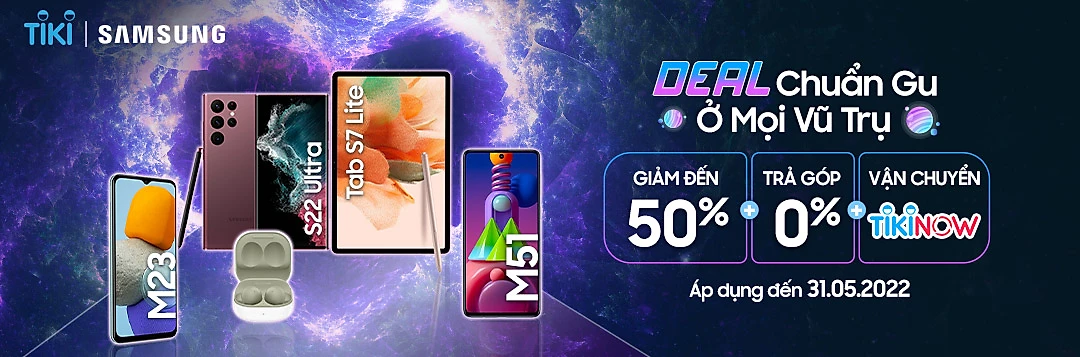 TIKI | SAMSUNG
M23
S22 Ultra
Tab S7 Lite
M51
DEAL Chuẩn Gu
Ở Mọi Vũ Trụ
GIẢM ĐẾN
50%
+
TRẢ GÓP
0%
+
VẬN CHUYỂN
TIKINOW
Áp dụng đến 31.05.2022